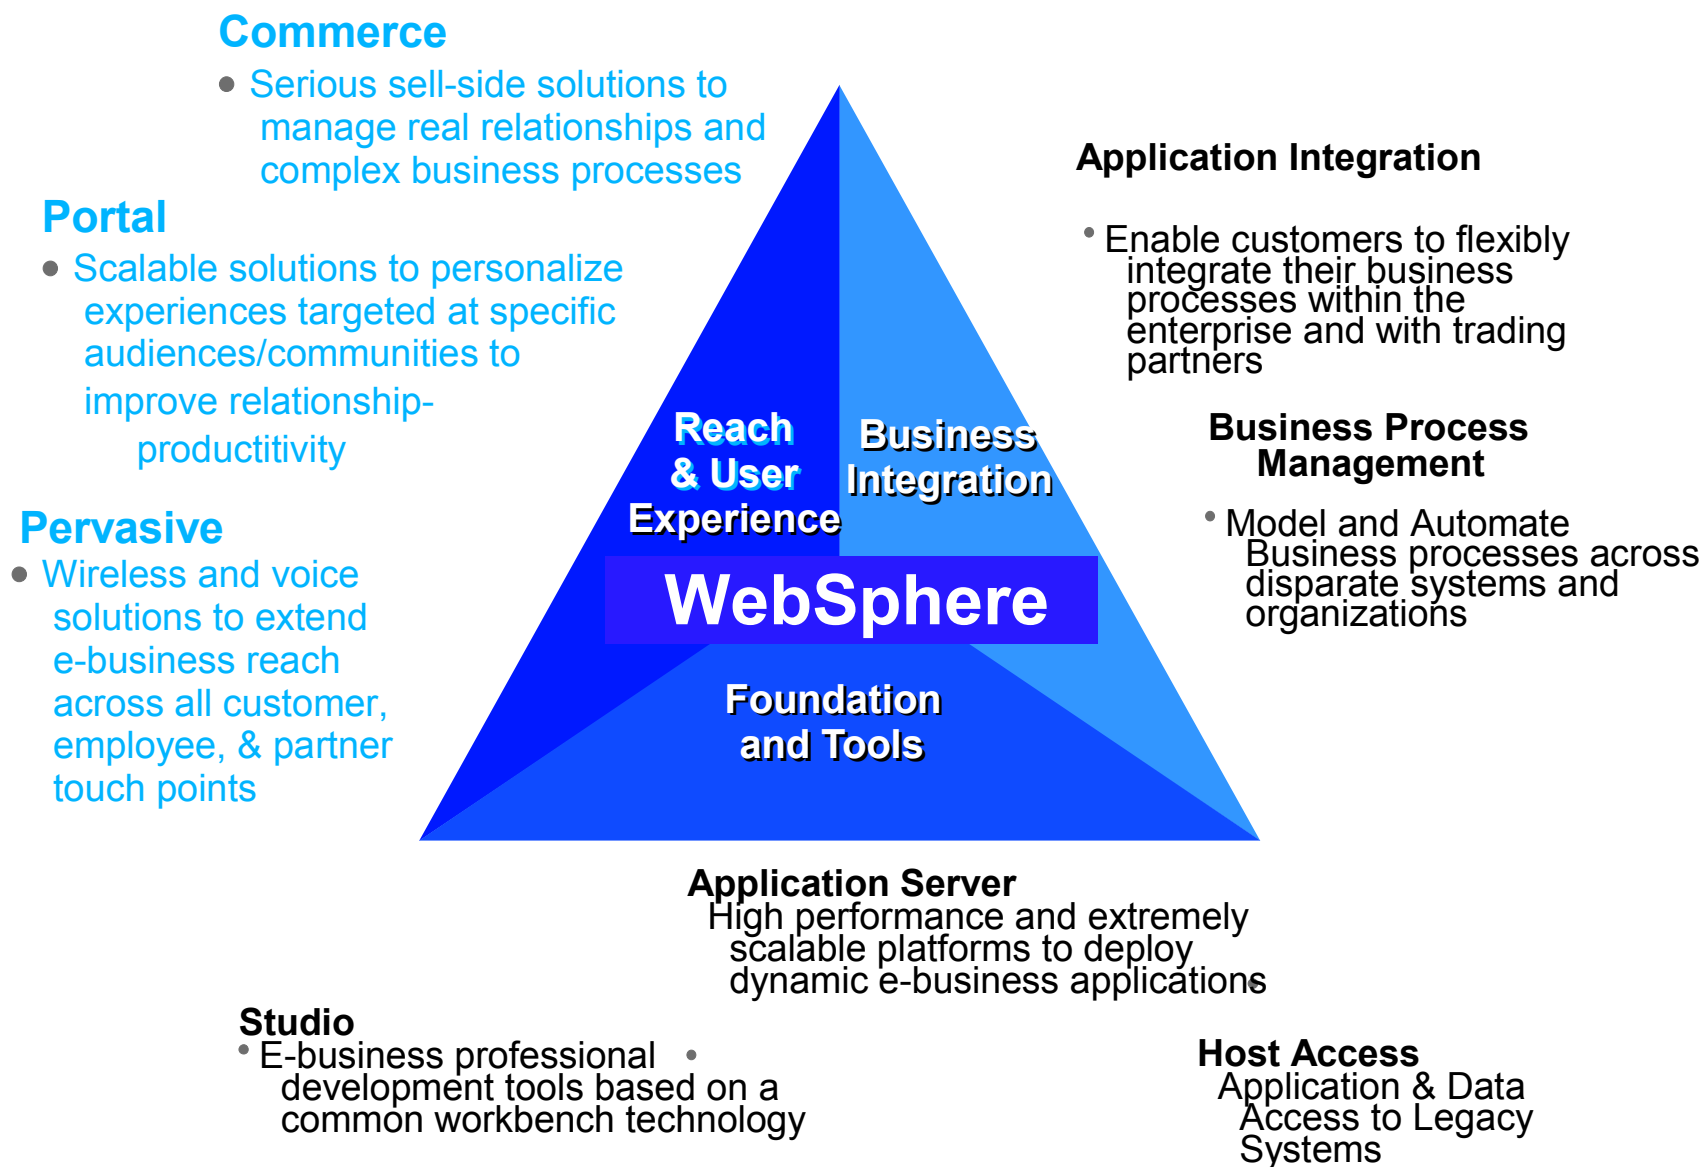 Commerce
Serious sell-side solutions to
manage real relationships and
complex business processes
Portal
Scalable solutions to personalize
experiences targeted at specific
audiences/communities to
improve relationship-
productitivity
Pervasive
Wireless and voice
solutions to extend
e-business reach
across all customer,
employee, & partner
touch points
Reach
& User
Experience
Business
Integration
WebSphere
Foundation
and Tools
Application Integration
Enable customers to flexibly
integrate their business
processes within the
enterprise and with trading
partners
Business Process
Management
Model and Automate
Business processes across
disparate systems and
organizations
Application Server
High performance and extremely
scalable platforms to deploy
dynamic e-business applications
Studio
E-business professional
development tools based on a
common workbench technology
Host Access
Application & Data
Access to Legacy
Systems